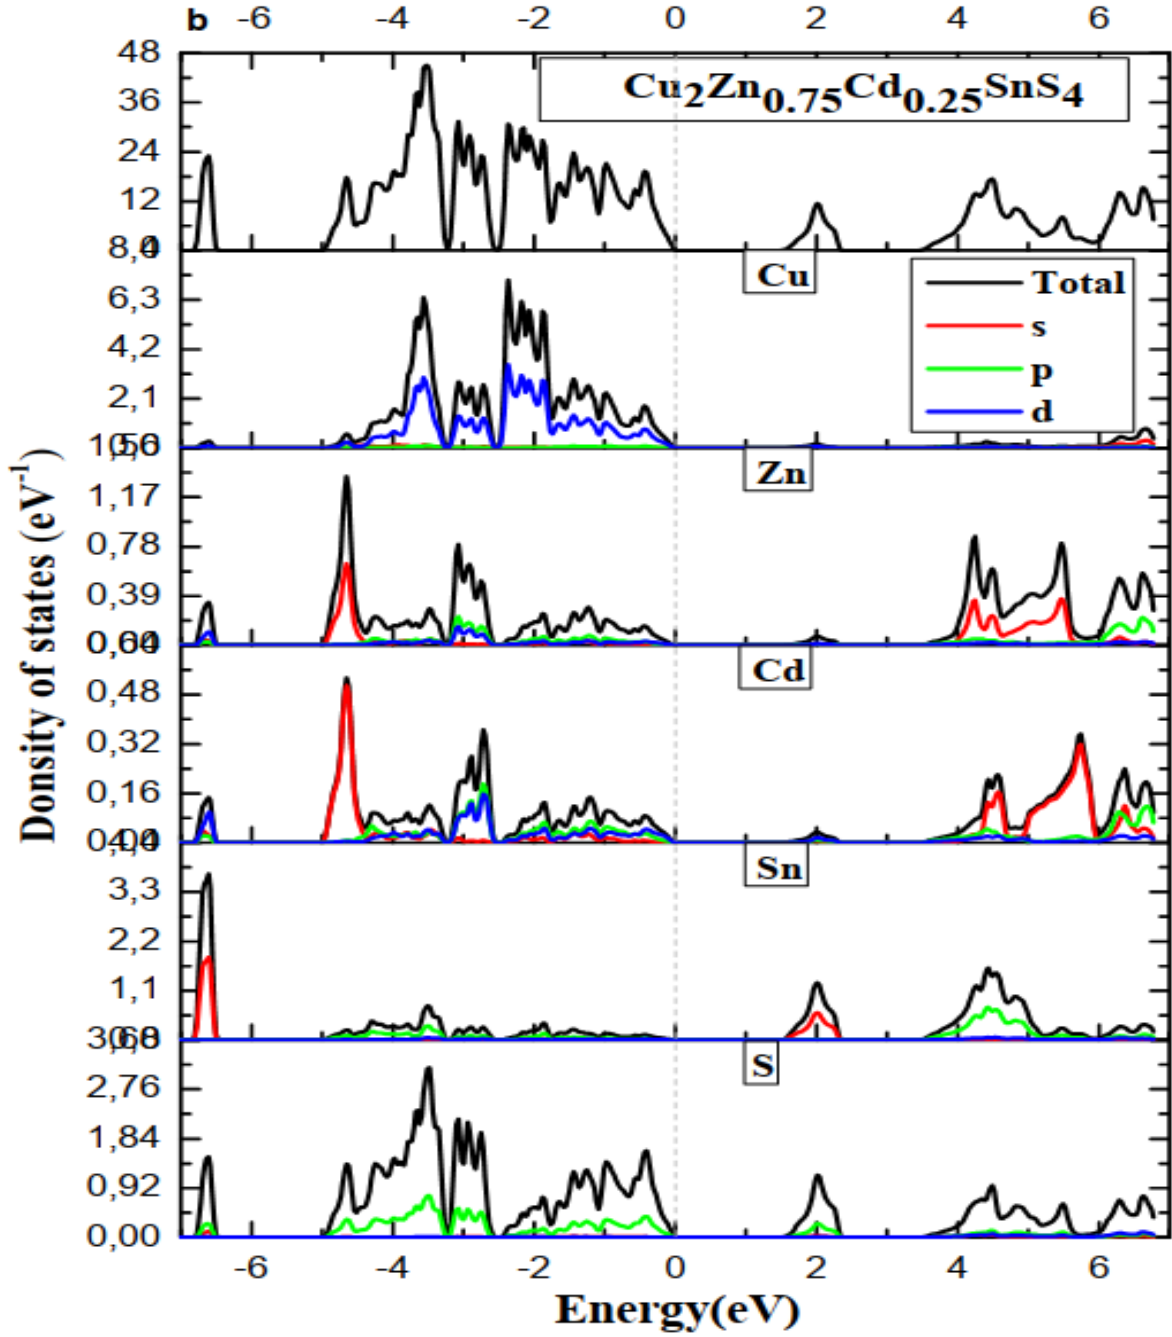 b
-6 -4 -2 0 2 4 6
Cu2Zn0.75Cd0.25SnS4
48
36
24
12
Cu
Total
s
p
d
6,3
4,2
2,1
Zn
1,17
0,78
0,39
Cd
0,48
0,32
0,16
Sn
3,3
2,2
1,1
S
2,76
1,84
0,92
0,00
-6 -4 -2 0 2 4 6
Energy(eV)
Donsity of states (eV-1)